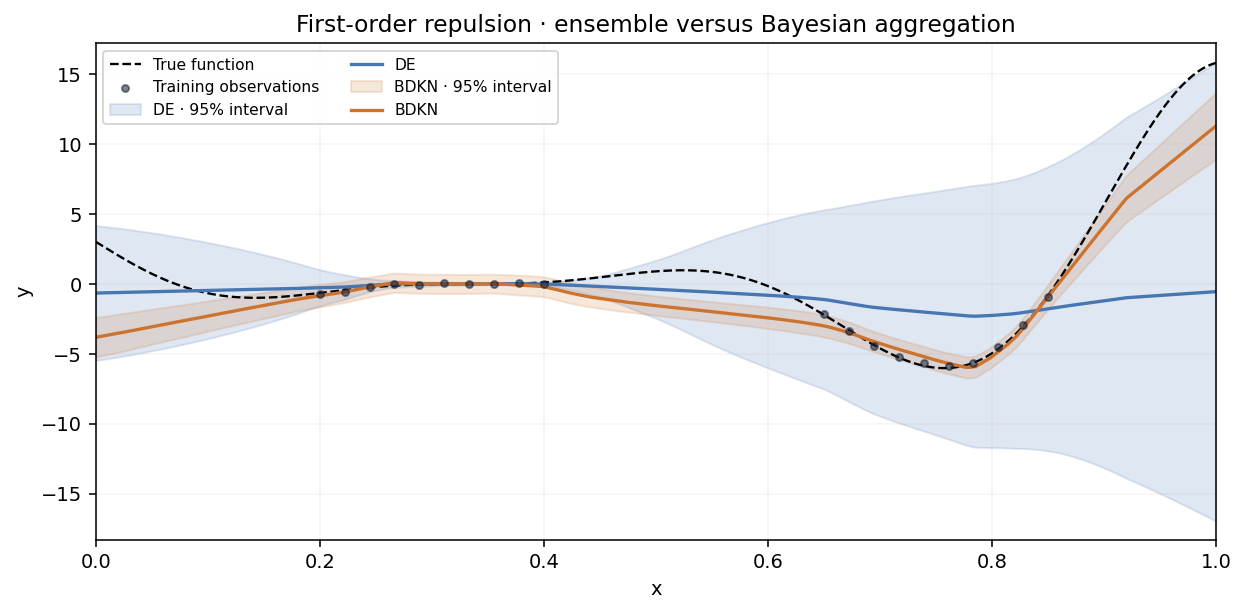 First-order repulsion · ensemble versus Bayesian aggregation
True function
Training observations
DE · 95% interval
DE
BDKN · 95% interval
BDKN
15
10
5
0
−5
−10
−15
y
0.0
0.2
0.4
0.6
0.8
1.0
x